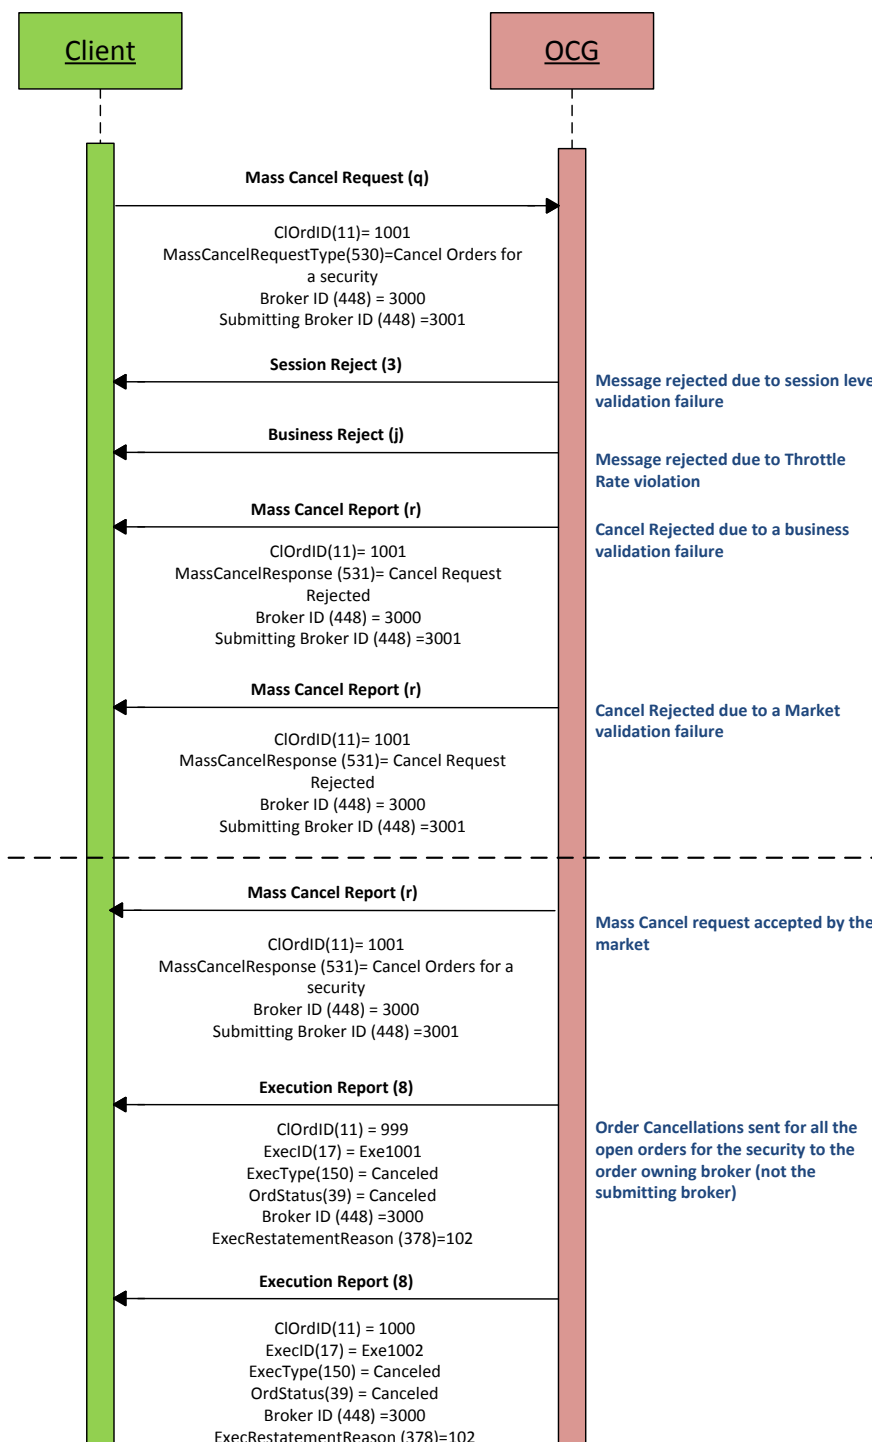 Client
OCG
Mass Cancel Request (q)
ClOrdID(11)= 1001
MassCancelRequestType(530)=Cancel Orders for
a security
Broker ID (448) = 3000
Submitting Broker ID (448) =3001
Session Reject (3)
Message rejected due to session leve
validation failure
Business Reject (j)
Message rejected due to Throttle
Rate violation
Mass Cancel Report (r)
Cancel Rejected due to a business
validation failure
ClOrdID(11)= 1001
MassCancelResponse (531)= Cancel Request
Rejected
Broker ID (448) = 3000
Submitting Broker ID (448) =3001
Mass Cancel Report (r)
Cancel Rejected due to a Market
validation failure
ClOrdID(11)= 1001
MassCancelResponse (531)= Cancel Request
Rejected
Broker ID (448) = 3000
Submitting Broker ID (448) =3001
Mass Cancel Report (r)
Mass Cancel request accepted by the
market
ClOrdID(11)= 1001
MassCancelResponse (531)= Cancel Orders for a
security
Broker ID (448) = 3000
Submitting Broker ID (448) =3001
Execution Report (8)
Order Cancellations sent for all the
open orders for the security to the
order owning broker (not the
submitting broker)
ClOrdID(11) = 999
ExecID(17) = Exe1001
ExecType(150) = Canceled
OrdStatus(39) = Canceled
Broker ID (448) =3000
ExecRestatementReason (378)=102
Execution Report (8)
ClOrdID(11) = 1000
ExecID(17) = Exe1002
ExecType(150) = Canceled
OrdStatus(39) = Canceled
Broker ID (448) =3000
ExecRestatementReason (378)=102